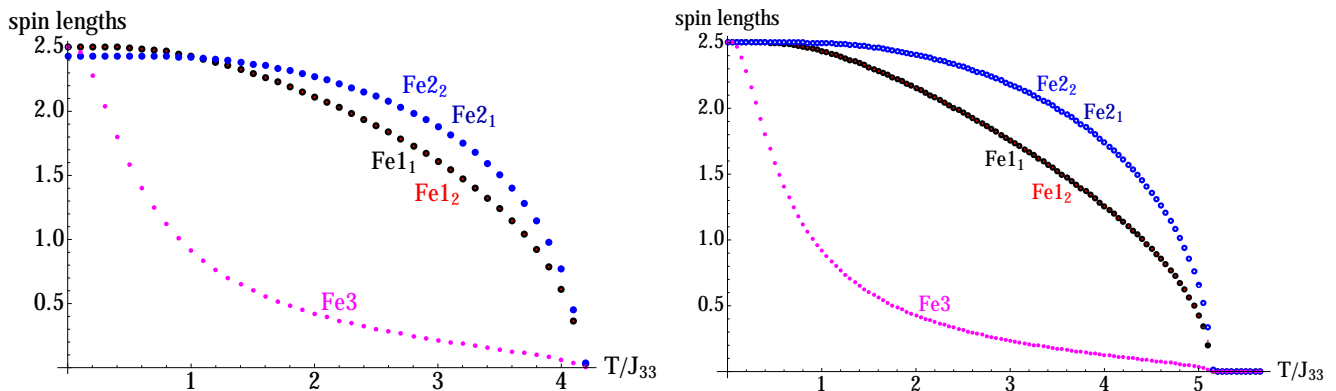 spin lengths
2.5
2.0
1.5
1.0
0.5
Fe2₂
Fe2₁
Fe1₁
Fe1₂
Fe3
1
2
3
4
T/J₃₃
spin lengths
2.5
2.0
1.5
1.0
0.5
Fe2₂
Fe2₁
Fe1₁
Fe1₂
Fe3
1
2
3
4
5
T/J₃₃